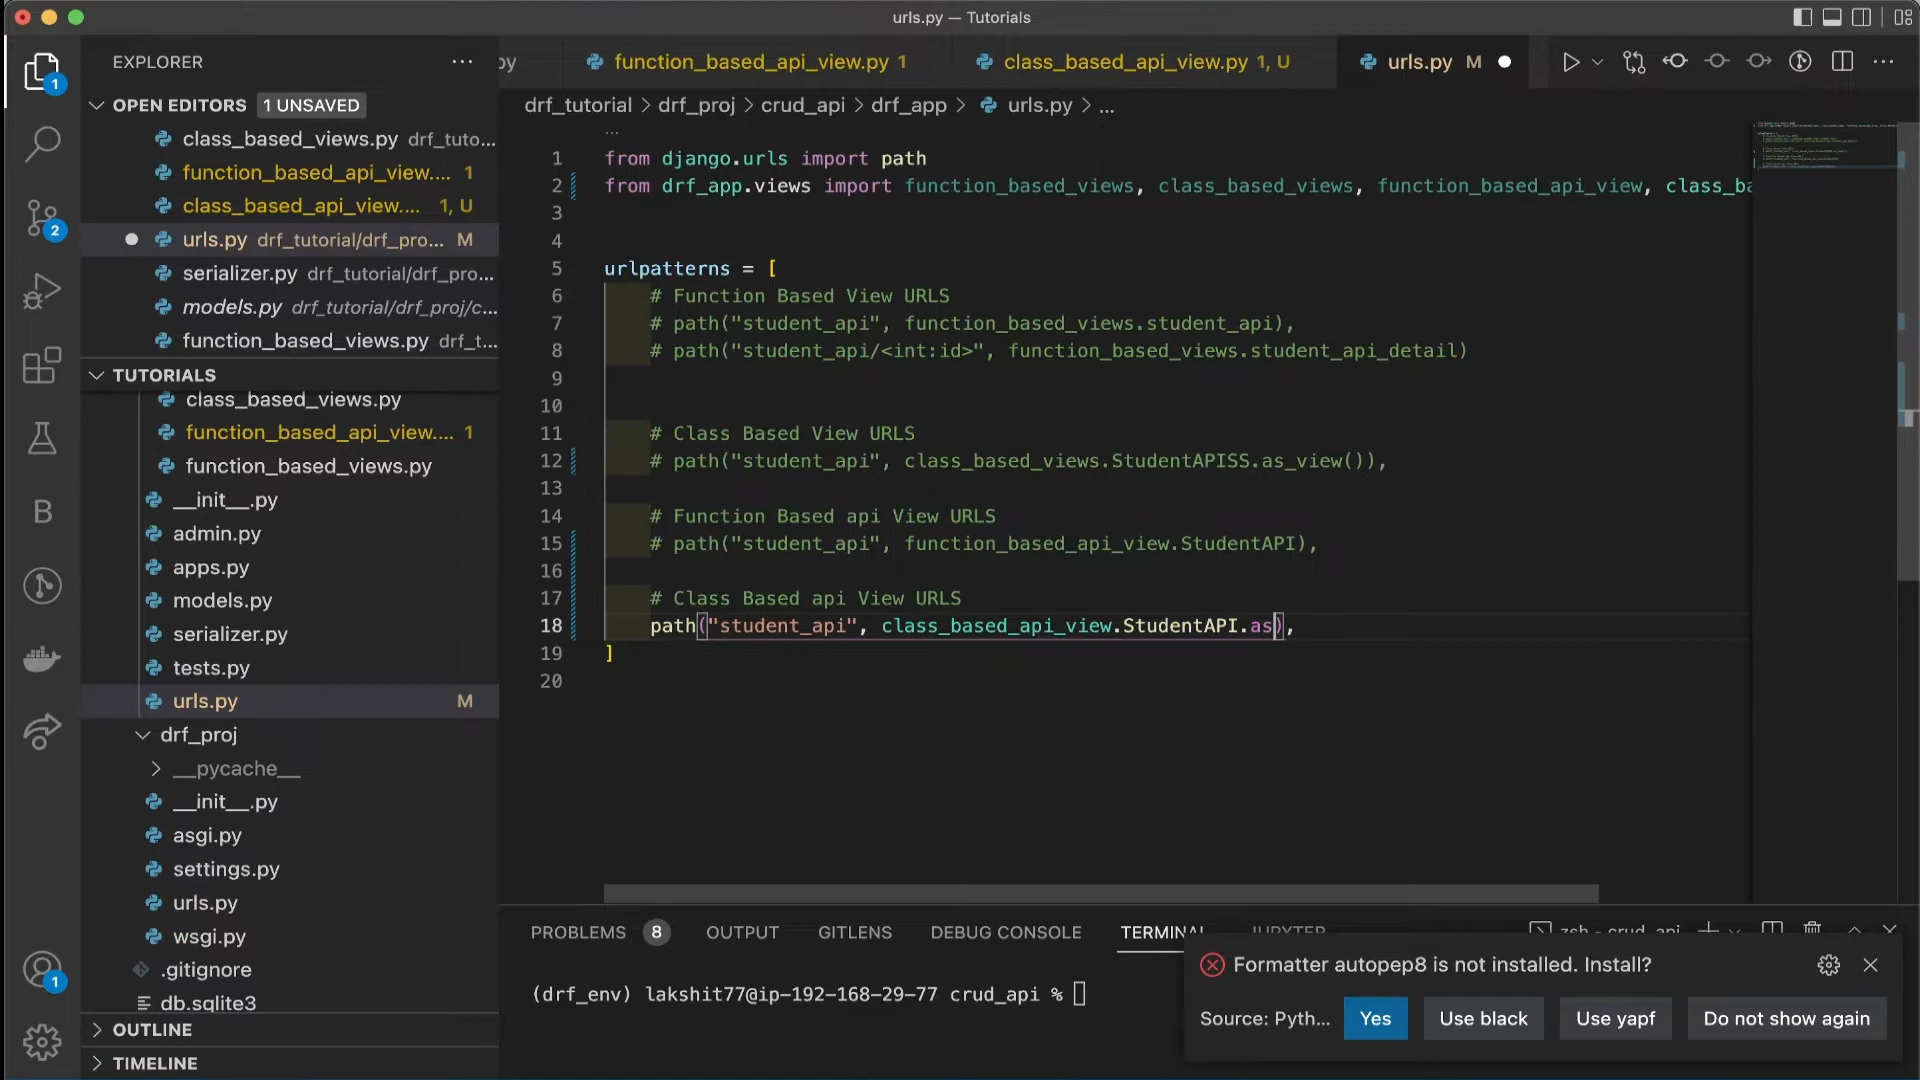 urls.py — Tutorials
EXPLORER
OPEN EDITORS 1 UNSAVED
class_based_views.py drf_tuto...
function_based_api_view.... 1
class_based_api_view.... 1, U
urls.py drf_tutorial/drf_pro... M
serializer.py drf_tutorial/drf_pro...
models.py drf_tutorial/drf_proj/c...
function_based_views.py drf_t...
TUTORIALS
class_based_views.py
function_based_api_view.... 1
function_based_views.py
__init__.py
admin.py
apps.py
models.py
serializer.py
tests.py
urls.py M
drf_proj
__pycache__
__init__.py
asgi.py
settings.py
urls.py
wsgi.py
.gitignore
db.sqlite3
OUTLINE
TIMELINE
1
2
B
1
py function_based_api_view.py 1 class_based_api_view.py 1, U urls.py M
drf_tutorial > drf_proj > crud_api > drf_app > urls.py > ...
...
1 from django.urls import path
2 from drf_app.views import function_based_views, class_based_views, function_based_api_view, class_ba
3
4
5 urlpatterns = [
6 # Function Based View URLS
7 # path("student_api", function_based_views.student_api),
8 # path("student_api/<int:id>", function_based_views.student_api_detail)
9
10
11 # Class Based View URLS
12 # path("student_api", class_based_views.StudentAPISS.as_view()),
13
14 # Function Based api View URLS
15 # path("student_api", function_based_api_view.StudentAPI),
16
17 # Class Based api View URLS
18 path("student_api", class_based_api_view.StudentAPI.as),
19 ]
20
PROBLEMS 8 OUTPUT GITLENS DEBUG CONSOLE TERMINAL JUPYTER zsh - crud_api
(drf_env) lakshit77@ip-192-168-29-77 crud_api %
Formatter autopep8 is not installed. Install?
Source: Pyth... Yes Use black Use yapf Do not show again